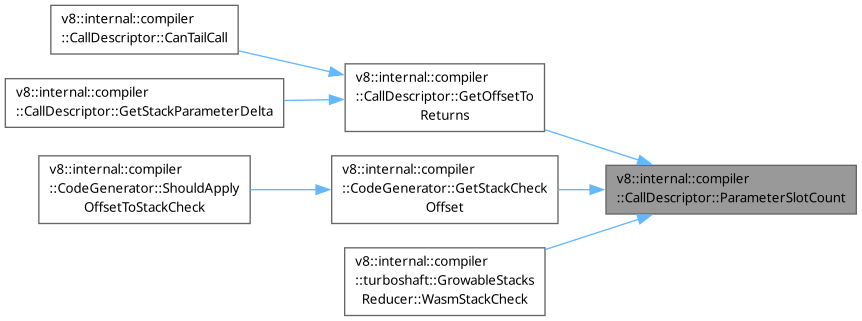 v8::internal::compiler
::CallDescriptor::CanTailCall
v8::internal::compiler
::CallDescriptor::GetStackParameterDelta
v8::internal::compiler
::CodeGenerator::ShouldApply
OffsetToStackCheck
v8::internal::compiler
::CallDescriptor::GetOffsetTo
Returns
v8::internal::compiler
::CodeGenerator::GetStackCheck
Offset
v8::internal::compiler
::turboshaft::GrowableStacks
Reducer::WasmStackCheck
v8::internal::compiler
::CallDescriptor::ParameterSlotCount